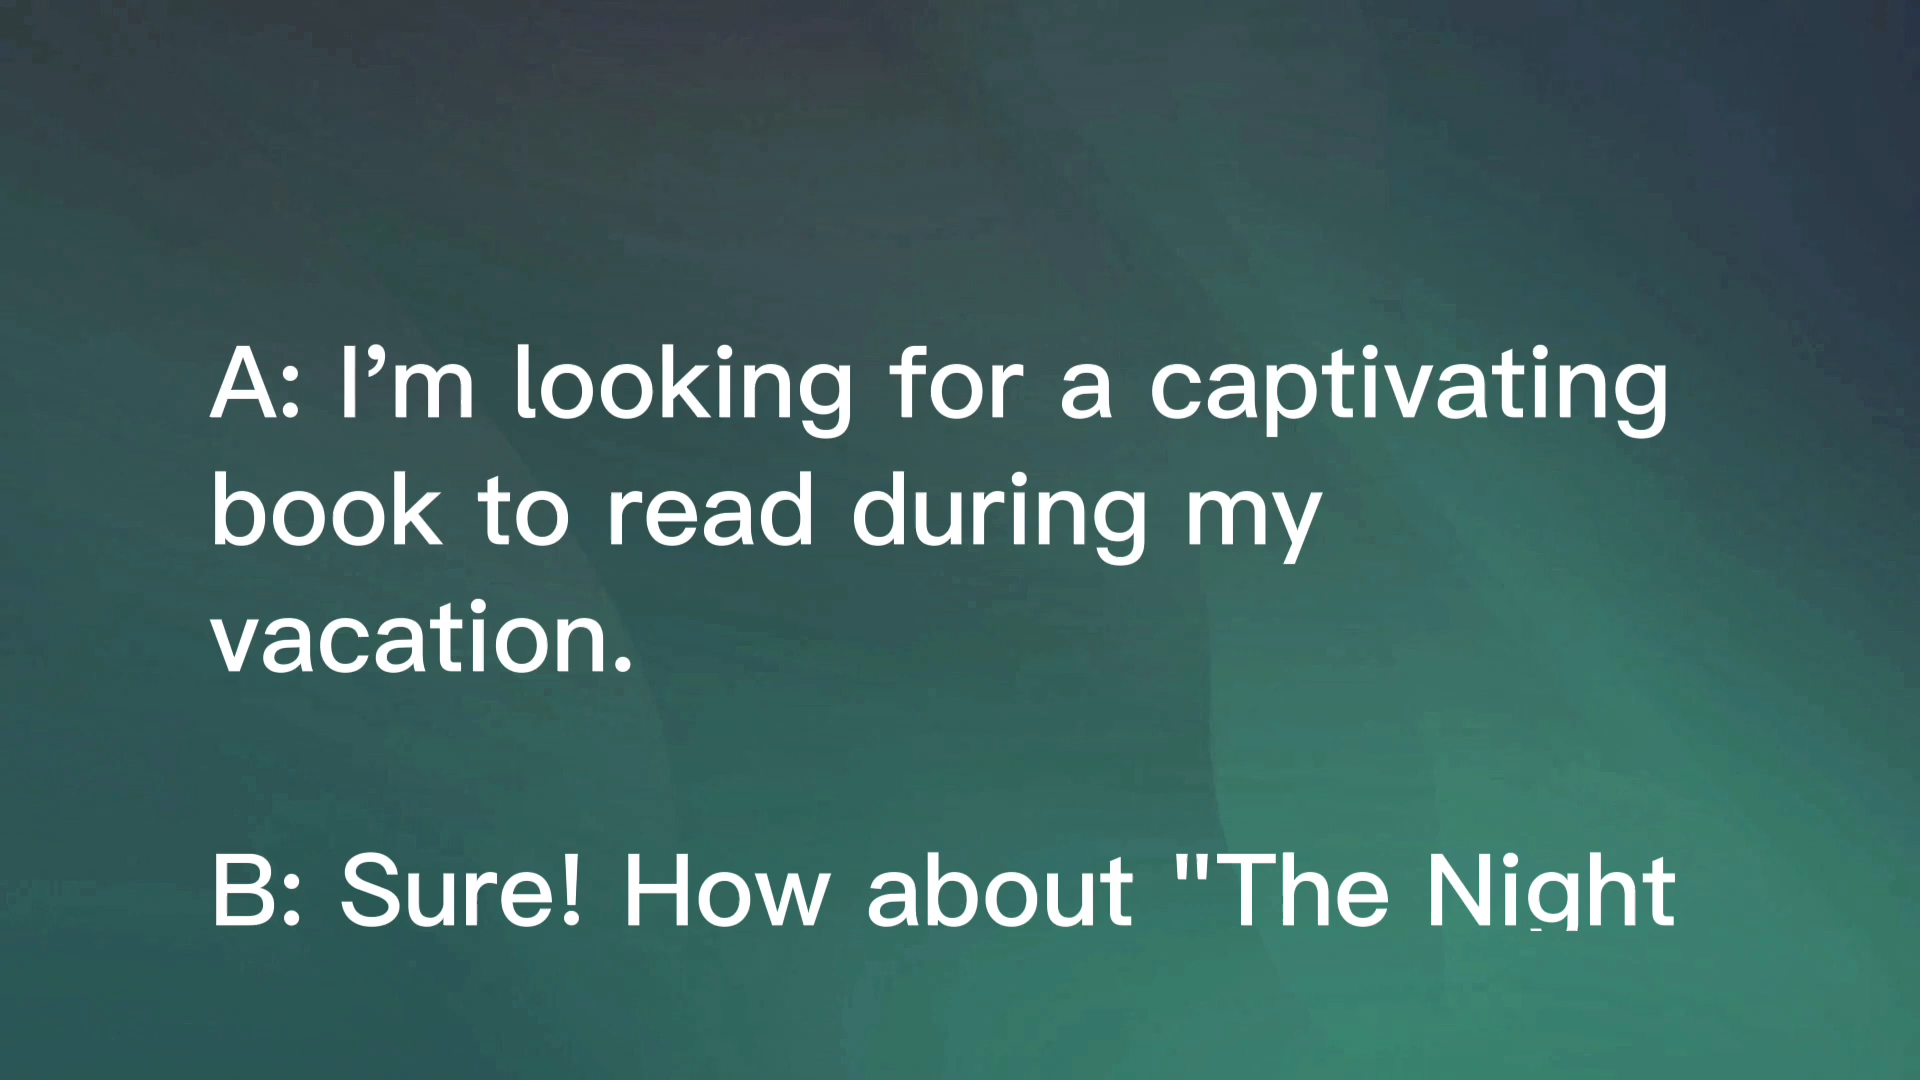 A: I’m looking for a captivating
book to read during my
vacation.
B: Sure! How about "The Night